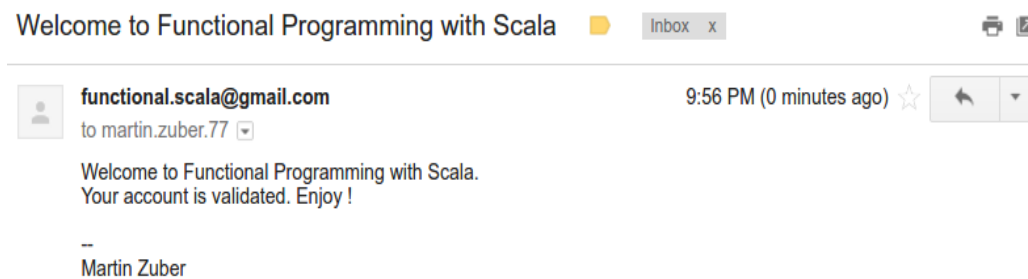 Welcome to Functional Programming with Scala Inbox x
functional.scala@gmail.com 9:56 PM (0 minutes ago)
to martin.zuber.77
Welcome to Functional Programming with Scala.
Your account is validated. Enjoy !
--
Martin Zuber